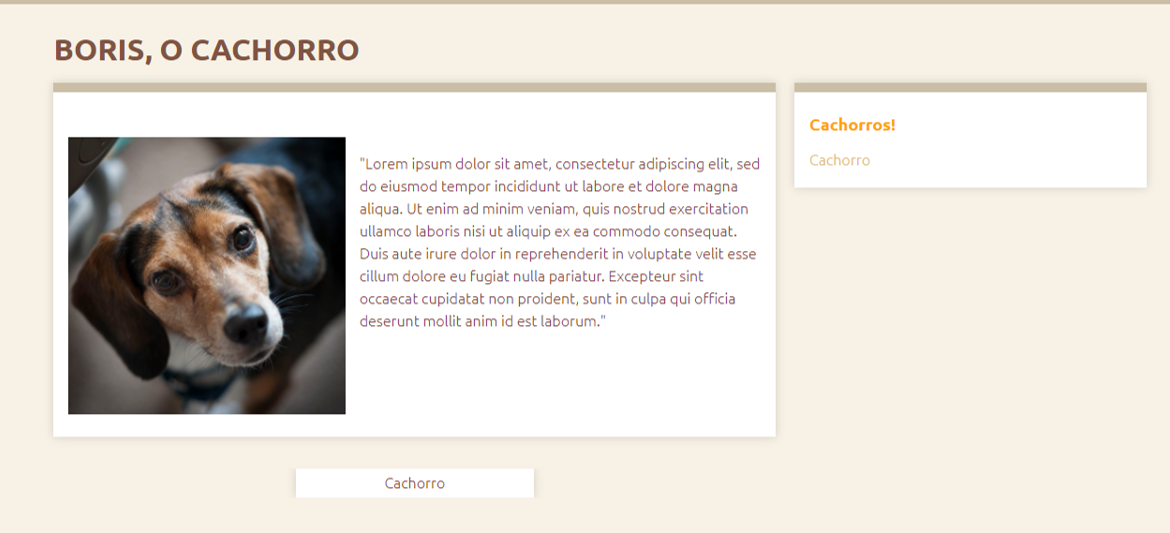 BORIS, O CACHORRO
"Lorem ipsum dolor sit amet, consectetur adipiscing elit, sed
do eiusmod tempor incididunt ut labore et dolore magna
aliqua. Ut enim ad minim veniam, quis nostrud exercitation
ullamco laboris nisi ut aliquip ex ea commodo consequat.
Duis aute irure dolor in reprehenderit in voluptate velit esse
cillum dolore eu fugiat nulla pariatur. Excepteur sint
occaecat cupidatat non proident, sunt in culpa qui officia
deserunt mollit anim id est laborum."
Cachorros!
Cachorro
Cachorro